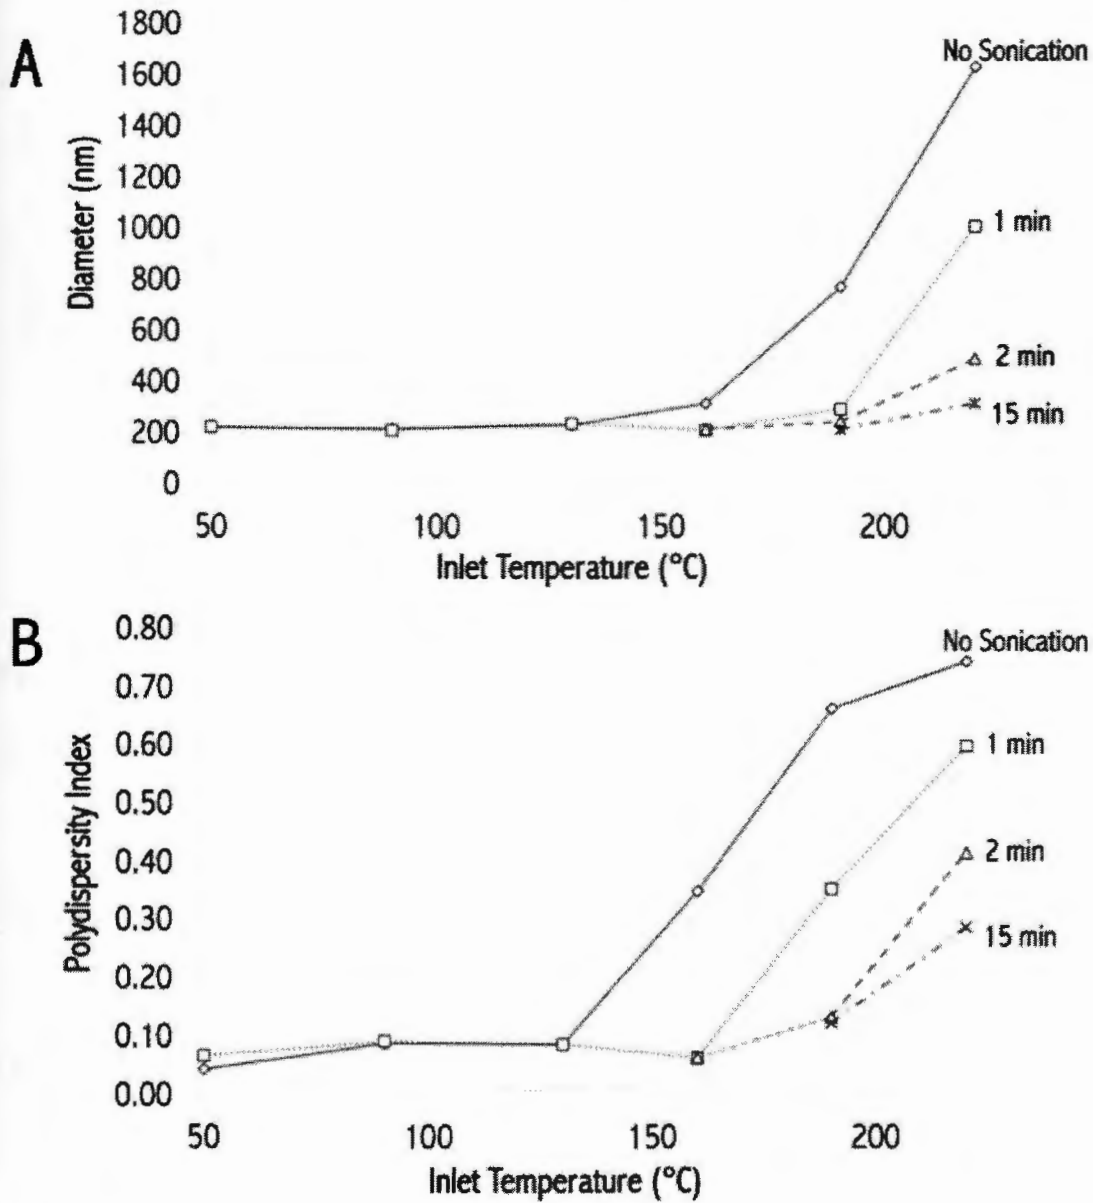 A
1800
1600
1400
1200
1000
800
600
400
200
0
Diameter (nm)
No Sonication
1 min
2 min
15 min
50 100 150 200
Inlet Temperature (°C)
B
0.80
0.70
0.60
0.50
0.40
0.30
0.20
0.10
0.00
Polydispersity Index
No Sonication
1 min
2 min
15 min
50 100 150 200
Inlet Temperature (°C)